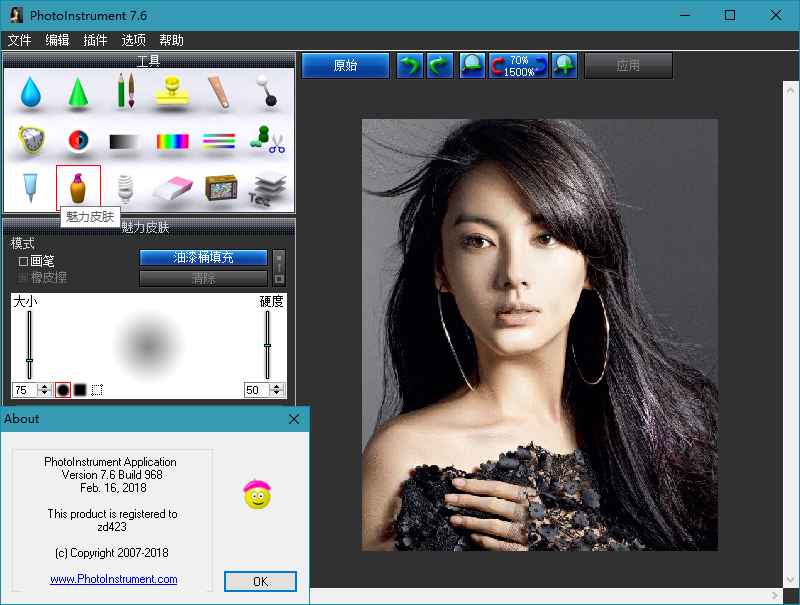 PhotoInstrument 7.6
文件 编辑 插件 选项 帮助
工具
原始
70%
1500%
应用
Text
魅力皮肤
魅力皮肤
模式
画笔
油漆桶填充
橡皮擦
清除
大小
硬度
75
50
About
PhotoInstrument Application
Version 7.6 Build 968
Feb. 16, 2018
This product is registered to
zd423
(c) Copyright 2007-2018
www.PhotoInstrument.com
OK